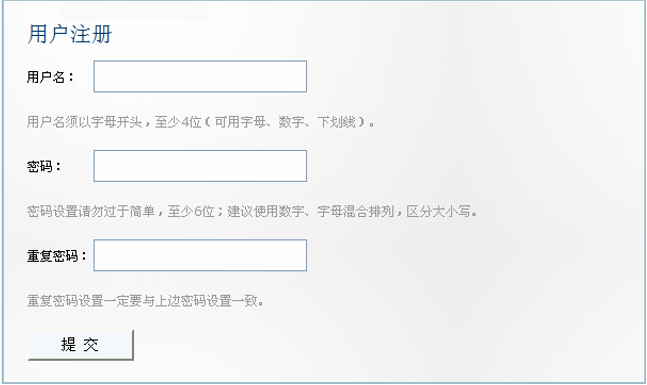 用户注册
用户名：
用户名须以字母开头，至少4位（可用字母、数字、下划线）。
密码：
密码设置请勿过于简单，至少6位；建议使用数字、字母混合排列，区分大小写。
重复密码：
重复密码设置一定要与上边密码设置一致。
提 交